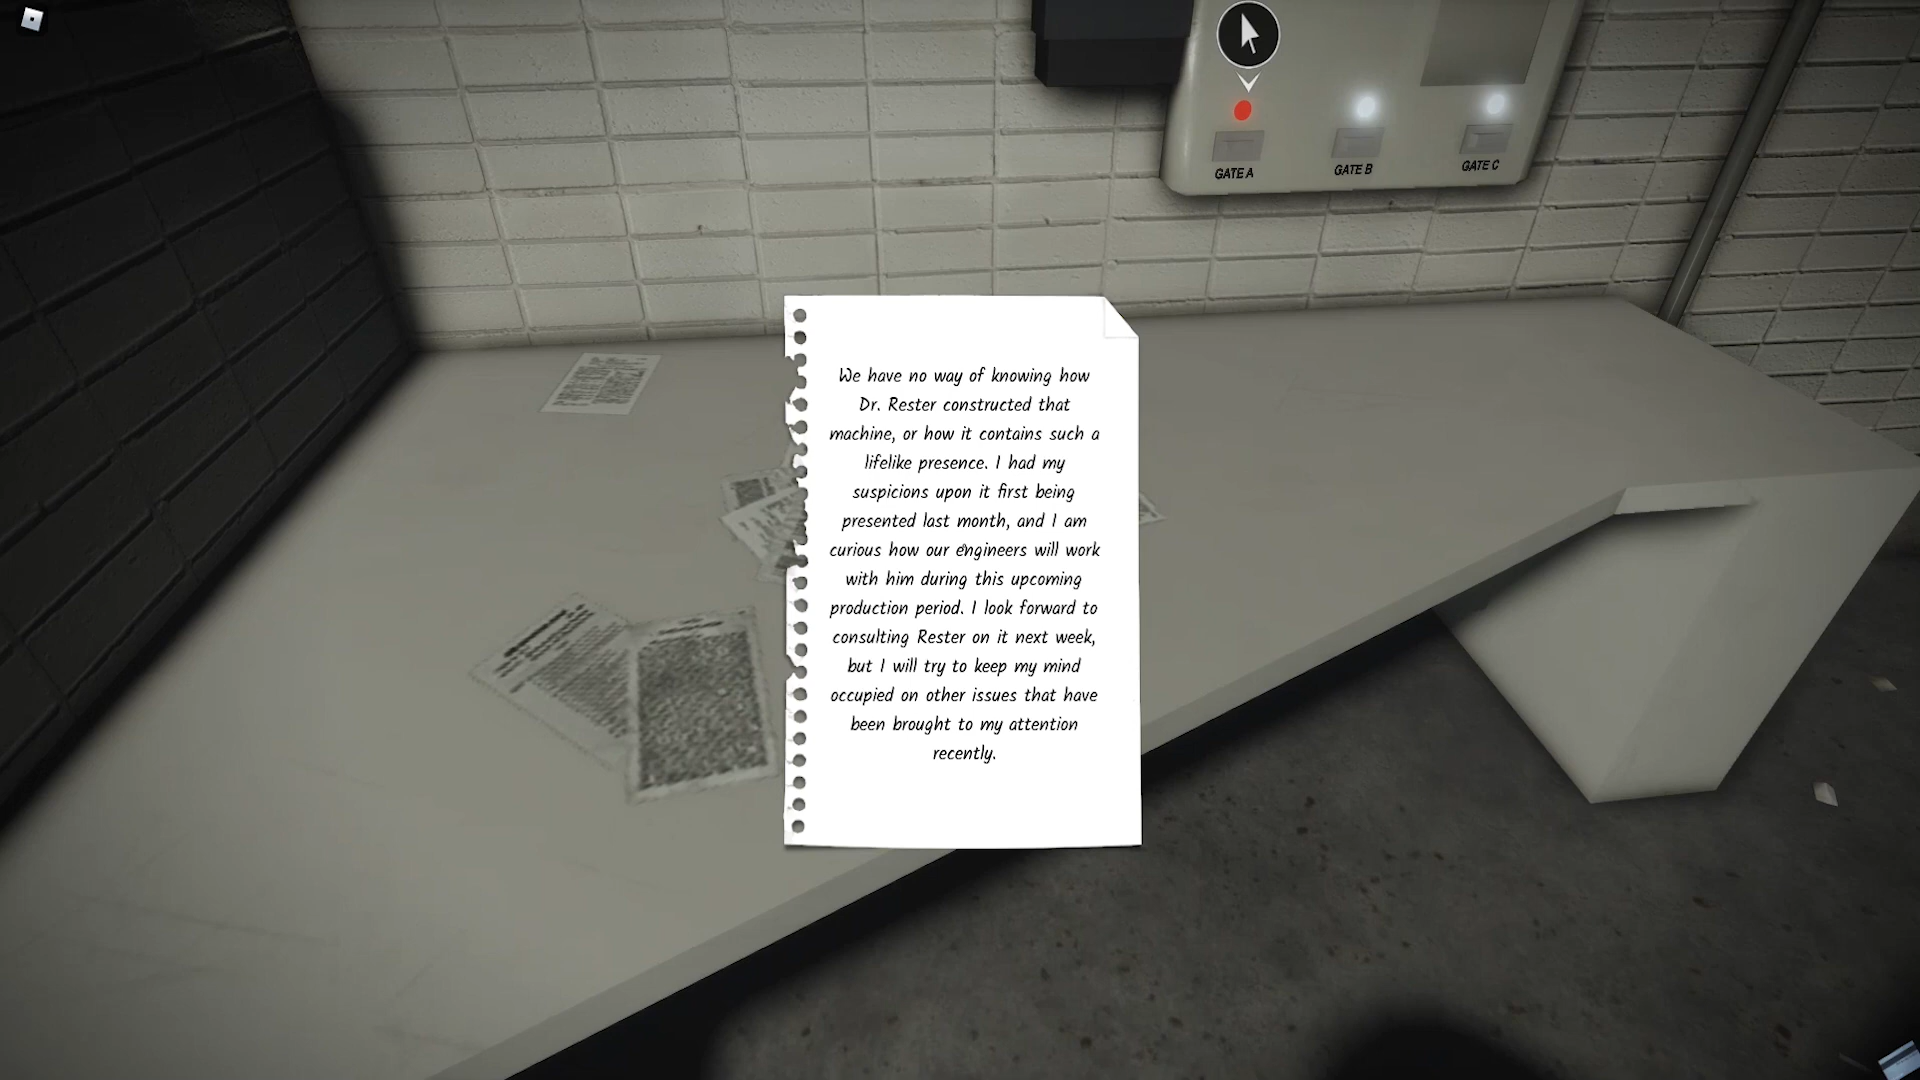 GATE A
GATE B
GATE C
We have no way of knowing how
Dr. Rester constructed that
machine, or how it contains such a
lifelike presence. I had my
suspicions upon it first being
presented last month, and I am
curious how our engineers will work
with him during this upcoming
production period. I look forward to
consulting Rester on it next week,
but I will try to keep my mind
occupied on other issues that have
been brought to my attention
recently.